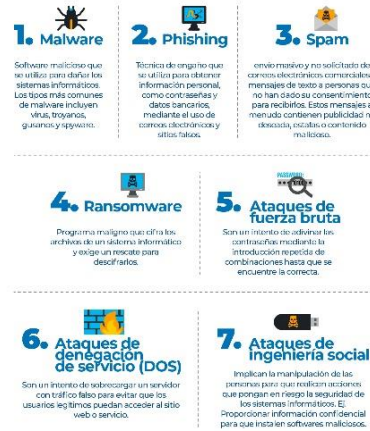 1. Malware
Software malicioso que
se utiliza para dañar los
sistemas informáticos.
Los tipos más comunes
de malware incluyen
virus, troyanos,
gusanos y spyware.
2. Phishing
Técnica de engaño que
se utiliza para obtener
información personal,
como contraseñas y
datos bancarios,
mediante el uso de
correos electrónicos y
sitios falsos.
3. Spam
envío masivo y no solicitado de
correos electrónicos comerciales
mensajes de texto a personas qu
no han dado su consentimiento
para recibirlos. Estos mensajes a
menudo contienen publicidad n
deseada, estafas o contenido
malicioso.
4. Ransomware
Programa maligno que cifra los
archivos de un sistema informático
y exige un rescate para
descifrarlos.
PASSWORD
5. Ataques de
fuerza bruta
Son un intento de adivinar las
contraseñas mediante la
introducción repetida de
combinaciones hasta que se
encuentre la correcta.
6. Ataques de
denegación
de servicio (DOS)
Son un intento de sobrecargar un servidor
con tráfico falso para evitar que los
usuarios legítimos puedan acceder al sitio
web o servicio.
7. Ataques de
ingeniería social
Implican la manipulación de las
personas para que realicen acciones
que pongan en riesgo la seguridad de
los sistemas informáticos. Ej.
Proporcionar información confidencial
para que instalen softwares maliciosos.